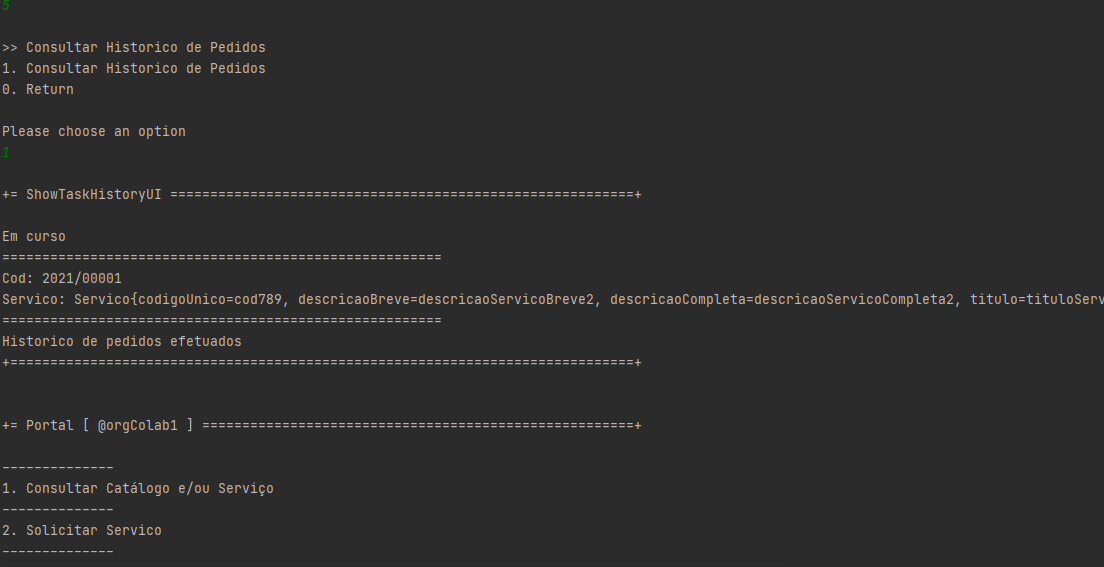 5
>> Consultar Historico de Pedidos
1. Consultar Historico de Pedidos
0. Return
Please choose an option
1
+= ShowTaskHistoryUI ==========================================================+
Em curso
=======================================================
Cod: 2021/00001
Servico: Servico{codigoUnico=cod789, descricaoBreve=descricaoServicoBreve2, descricaoCompleta=descricaoServicoCompleta2, titulo=tituloServ
=======================================================
Historico de pedidos efetuados
+==============================================================================+
+= Portal [ @orgColab1 ] ======================================================+
--------------
1. Consultar Catálogo e/ou Serviço
--------------
2. Solicitar Servico
--------------